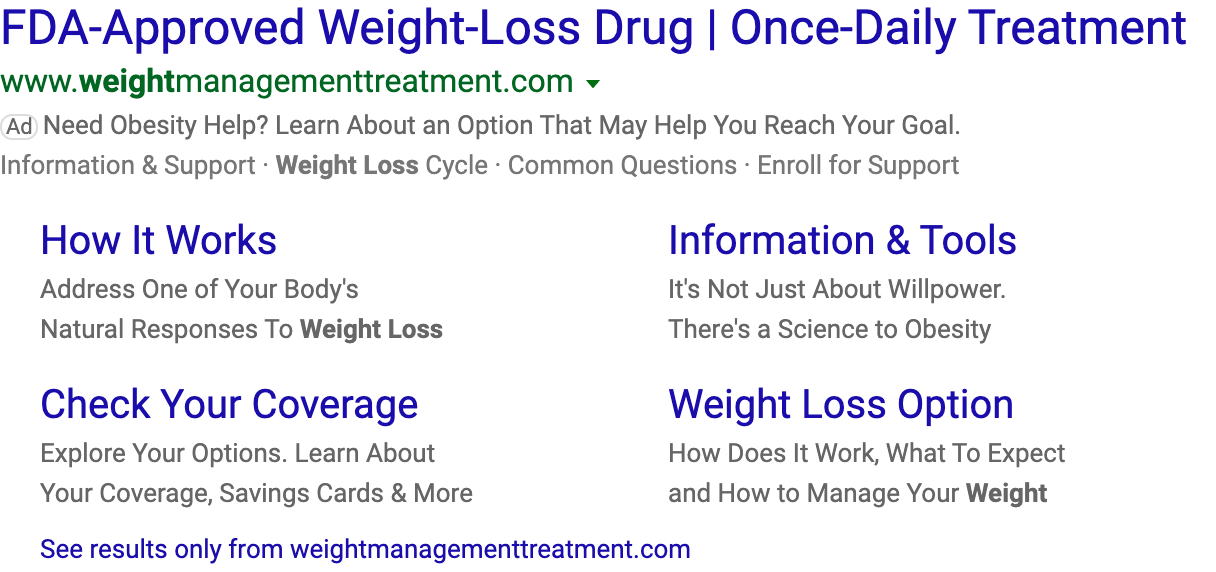 FDA-Approved Weight-Loss Drug | Once-Daily Treatment
www.weightmanagementtreatment.com
Ad Need Obesity Help? Learn About an Option That May Help You Reach Your Goal.
Information & Support · Weight Loss Cycle · Common Questions · Enroll for Support
How It Works
Address One of Your Body's
Natural Responses To Weight Loss
Information & Tools
It's Not Just About Willpower.
There's a Science to Obesity
Check Your Coverage
Explore Your Options. Learn About
Your Coverage, Savings Cards & More
Weight Loss Option
How Does It Work, What To Expect
and How to Manage Your Weight
See results only from weightmanagementtreatment.com